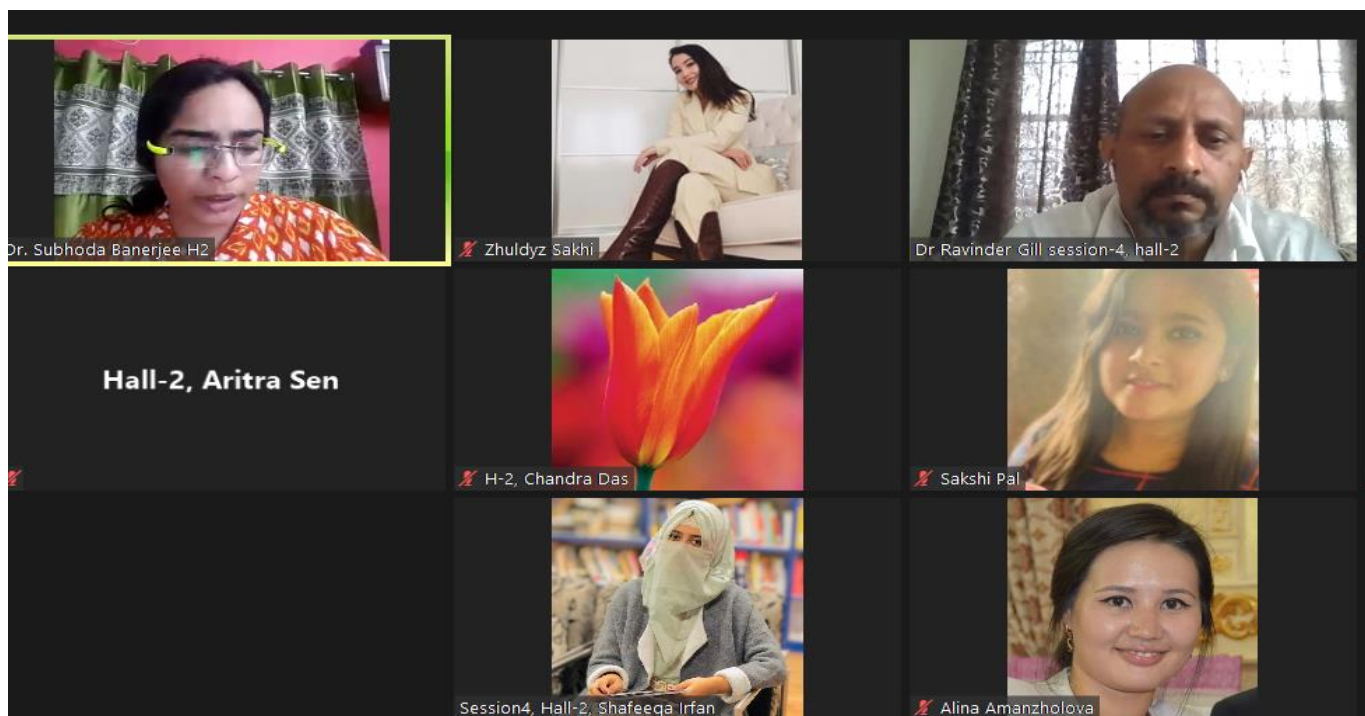 Dr. Subhoda Banerjee H2
Zhuldyz Sakhi
Dr Ravinder Gill session-4, hall-2
Hall-2, Aritra Sen
H-2, Chandra Das
Sakshi Pal
Session4, Hall-2, Shafeeqa Irfan
Alina Amanzholova